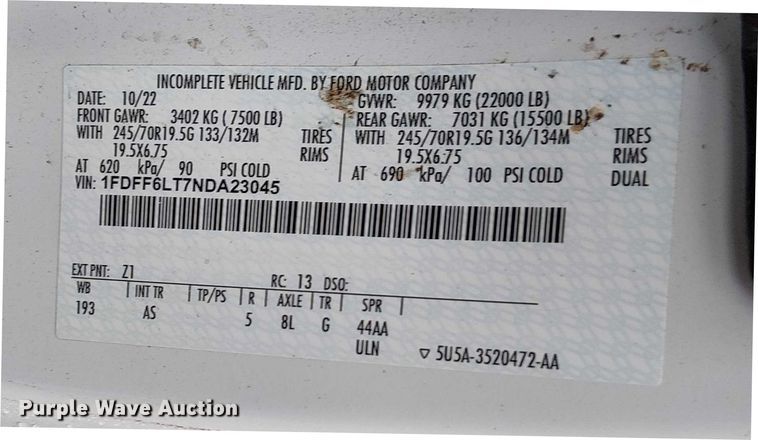 INCOMPLETE VEHICLE MFD. BY FORD MOTOR COMPANY
DATE: 10/22 GVWR: 9979 KG (22000 LB)
FRONT GAWR: 3402 KG ( 7500 LB) REAR GAWR: 7031 KG (15500 LB)
WITH 245/70R19.5G 133/132M TIRES WITH 245/70R19.5G 136/134M TIRES
19.5X6.75 RIMS 19.5X6.75 RIMS
AT 620 kPa/ 90 PSI COLD AT 690 kPa/ 100 PSI COLD DUAL
VIN: 1FDFF6LT7NDA23045
EXT PNT: Z1 RC: 13 DSO:
WB INT TR TP/PS R AXLE TR SPR
193 AS 5 8L G 44AA
ULN ▽ 5U5A-3520472-AA
Purple Wave Auction